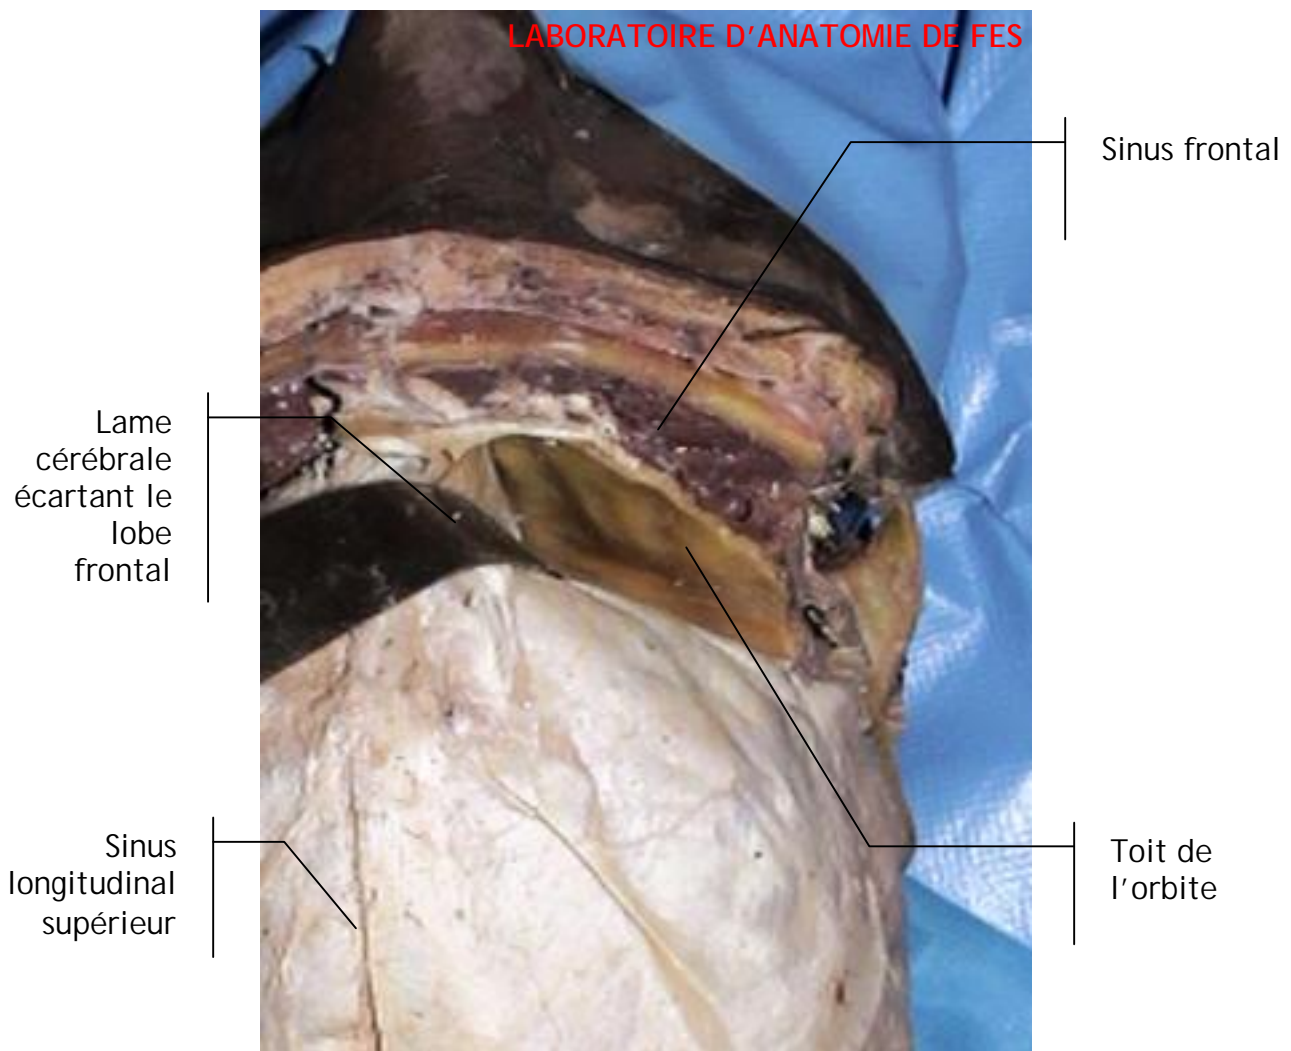 LABORATOIRE D'ANATOMIE DE FES
Sinus frontal
Lame
cérébrale
écartant le
lobe
frontal
Sinus
longitudinal
supérieur
Toit de
l'orbite